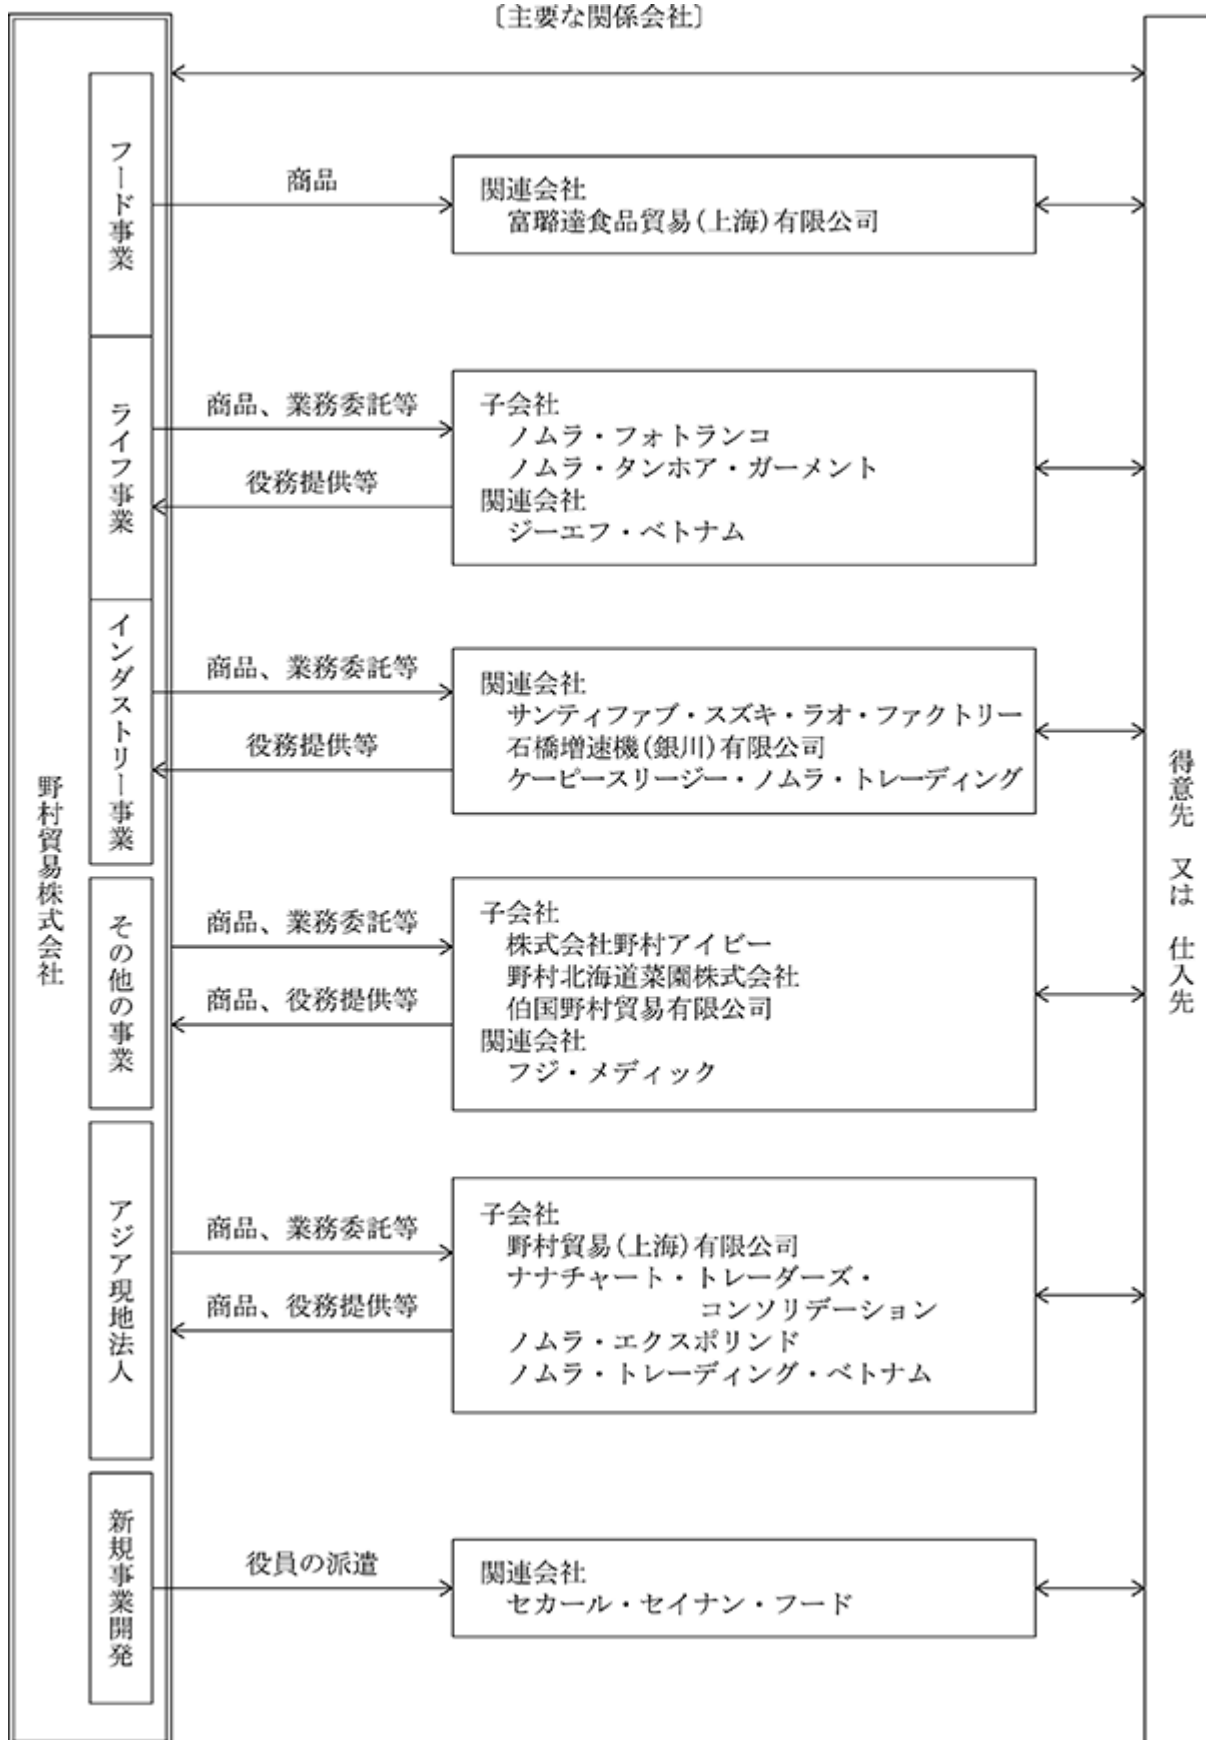 〔主要な関係会社〕
野村貿易株式会社
フード事業
商品
関連会社
富璐達食品貿易(上海)有限公司
ライフ事業
商品、業務委託等
役務提供等
子会社
ノムラ・フォトランコ
ノムラ・タンホア・ガーメント
関連会社
ジーエフ・ベトナム
インダストリー事業
商品、業務委託等
役務提供等
関連会社
サンティファブ・スズキ・ラオ・ファクトリー
石橋増速機(銀川)有限公司
ケーピースリージー・ノムラ・トレーディング
その他の事業
商品、業務委託等
商品、役務提供等
子会社
株式会社野村アイビー
野村北海道菜園株式会社
伯国野村貿易有限公司
関連会社
フジ・メディック
アジア現地法人
商品、業務委託等
商品、役務提供等
子会社
野村貿易(上海)有限公司
ナナチャート・トレーダーズ・
コンソリデーション
ノムラ・エクスポリンド
ノムラ・トレーディング・ベトナム
新規事業開発
役員の派遣
関連会社
セカール・セイナン・フード
得意先 又は 仕入先